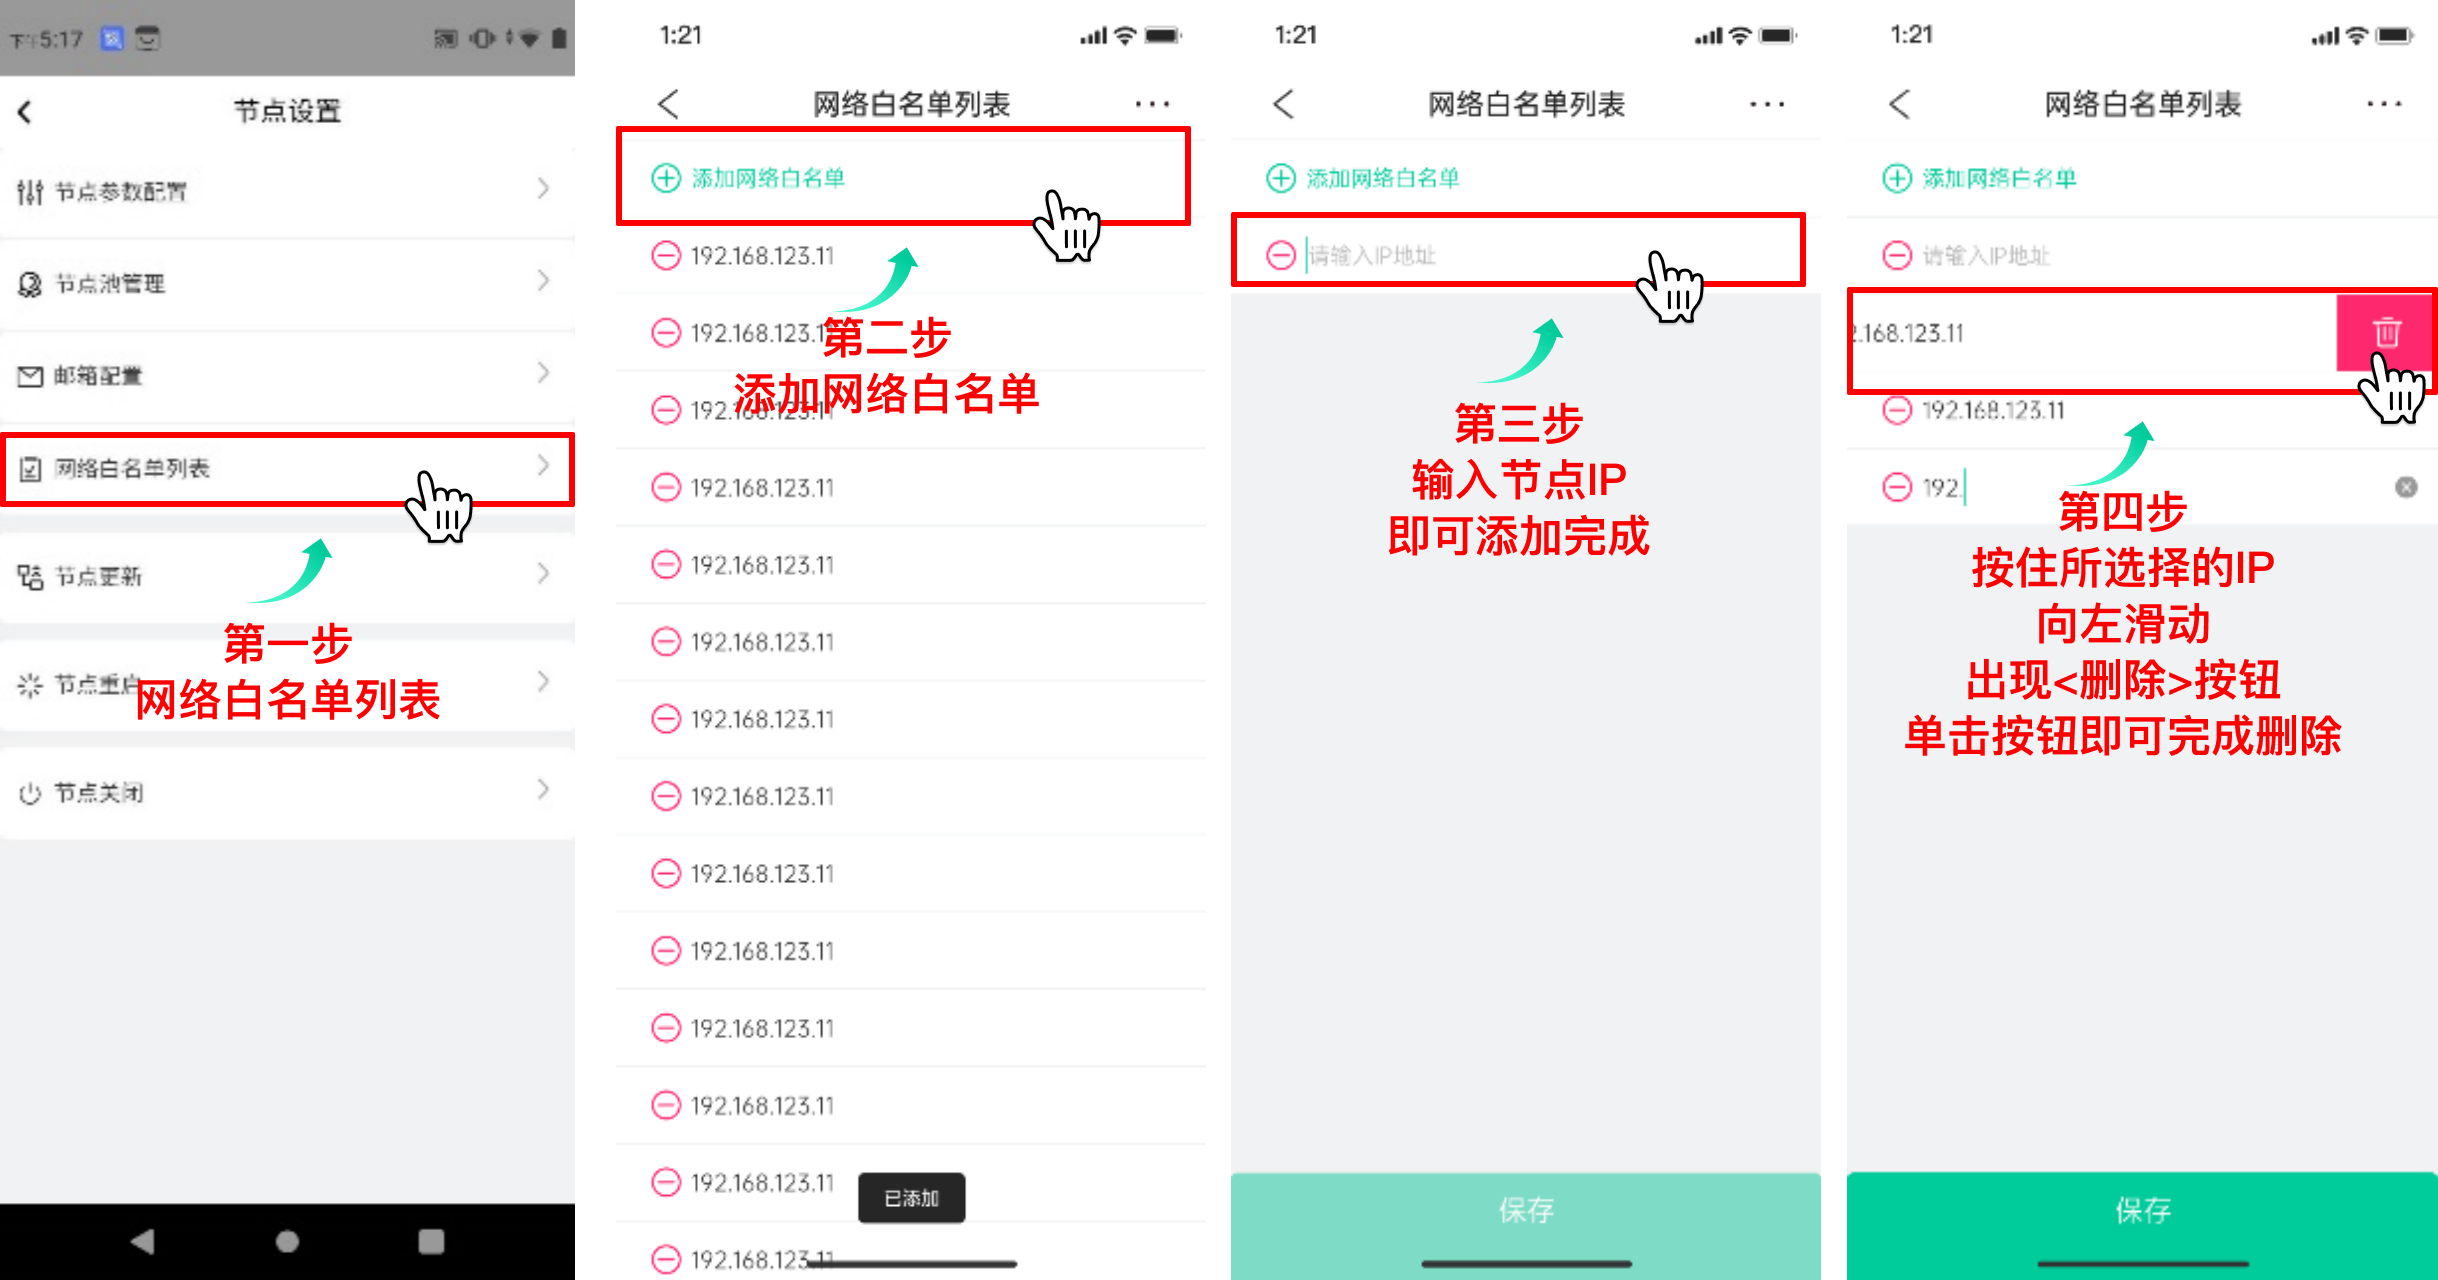 下午5:17
节点设置
节点参数配置
节点池管理
邮箱配置
网络白名单列表
节点更新
节点重启
节点关闭
第一步
网络白名单列表
1:21
网络白名单列表
添加网络白名单
192.168.123.11
192.168.123.11
192.168.123.11
192.168.123.11
192.168.123.11
192.168.123.11
192.168.123.11
192.168.123.11
192.168.123.11
192.168.123.11
192.168.123.11
192.168.123.11
192.168.123.11
192.168.123.11
已添加
第二步
添加网络白名单
1:21
网络白名单列表
添加网络白名单
请输入IP地址
第三步
输入节点IP
即可添加完成
保存
1:21
网络白名单列表
添加网络白名单
请输入IP地址
.168.123.11
192.168.123.11
192.
第四步
按住所选择的IP
向左滑动
出现<删除>按钮
单击按钮即可完成删除
保存